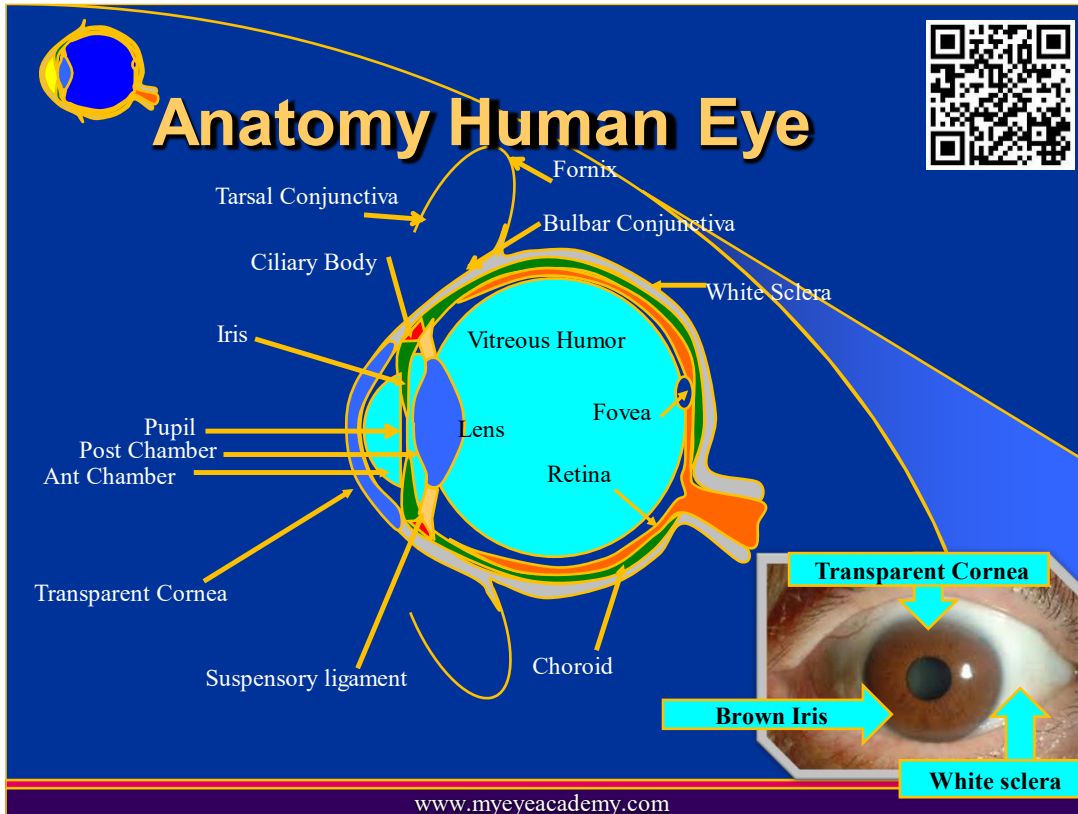 Anatomy Human Eye
Fornix
Tarsal Conjunctiva
Bulbar Conjunctiva
Ciliary Body
White Sclera
Iris
Vitreous Humor
Fovea
Pupil
Lens
Post Chamber
Ant Chamber
Retina
Transparent Cornea
Suspensory ligament
Choroid
Transparent Cornea
Brown Iris
White sclera
www.myeyeacademy.com